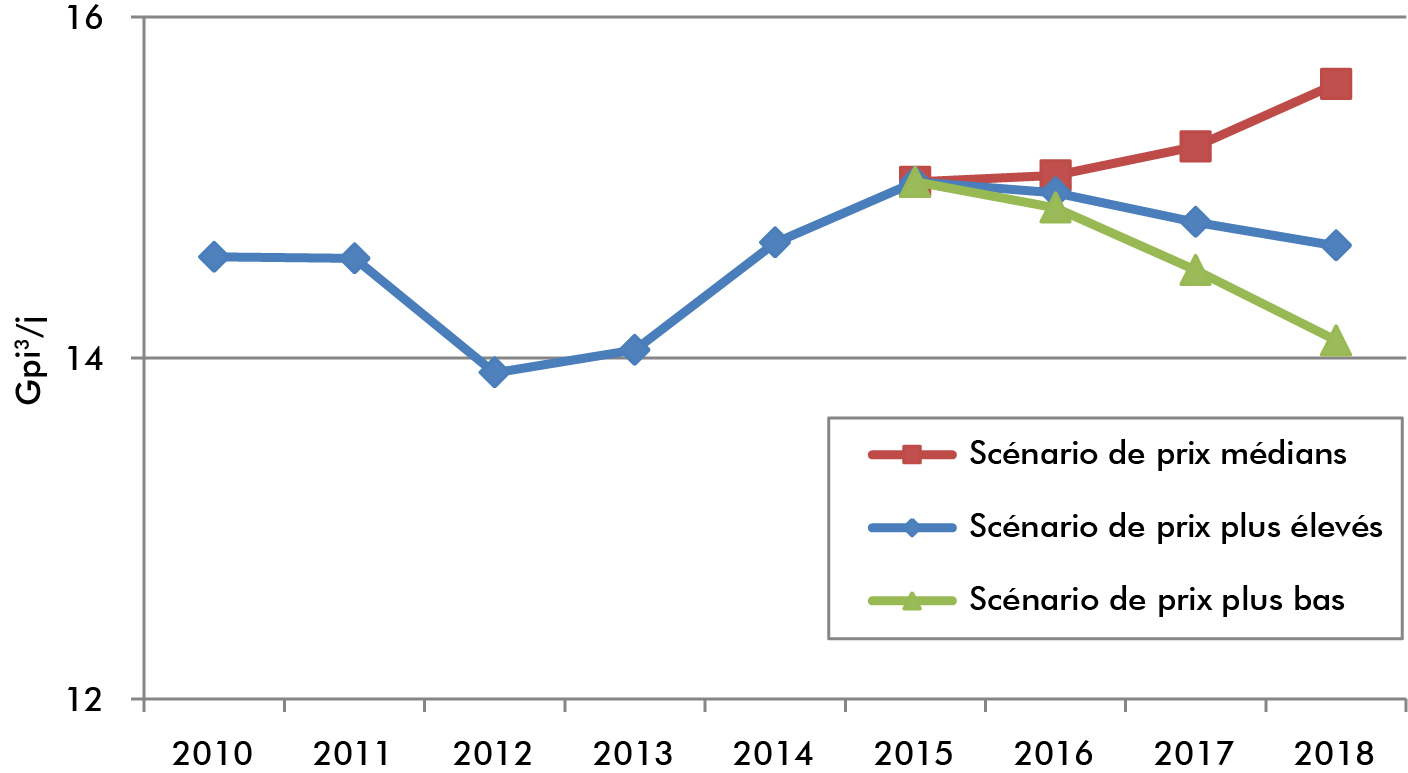 16
14
12
Gpi³/j
Scénario de prix médians
Scénario de prix plus élevés
Scénario de prix plus bas
2010 2011 2012 2013 2014 2015 2016 2017 2018